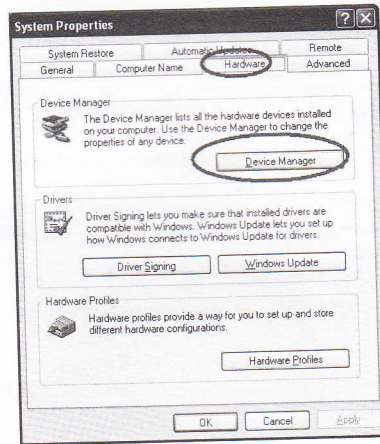 System Properties
System Restore Automatic Updates Remote
General Computer Name Hardware Advanced
Device Manager
The Device Manager lists all the hardware devices installed
on your computer. Use the Device Manager to change the
properties of any device.
Device Manager
Drivers
Driver Signing lets you make sure that installed drivers are
compatible with Windows. Windows Update lets you set up
how Windows connects to Windows Update for drivers.
Driver Signing Windows Update
Hardware Profiles
Hardware profiles provide a way for you to set up and store
different hardware configurations.
Hardware Profiles
OK Cancel Apply